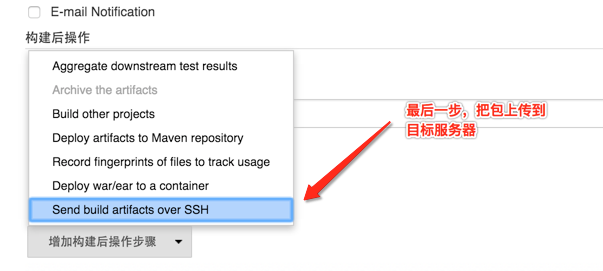 E-mail Notification
构建后操作
Aggregate downstream test results
Archive the artifacts
Build other projects
Deploy artifacts to Maven repository
Record fingerprints of files to track usage
Deploy war/ear to a container
Send build artifacts over SSH
增加构建后操作步骤
最后一步，把包上传到
目标服务器